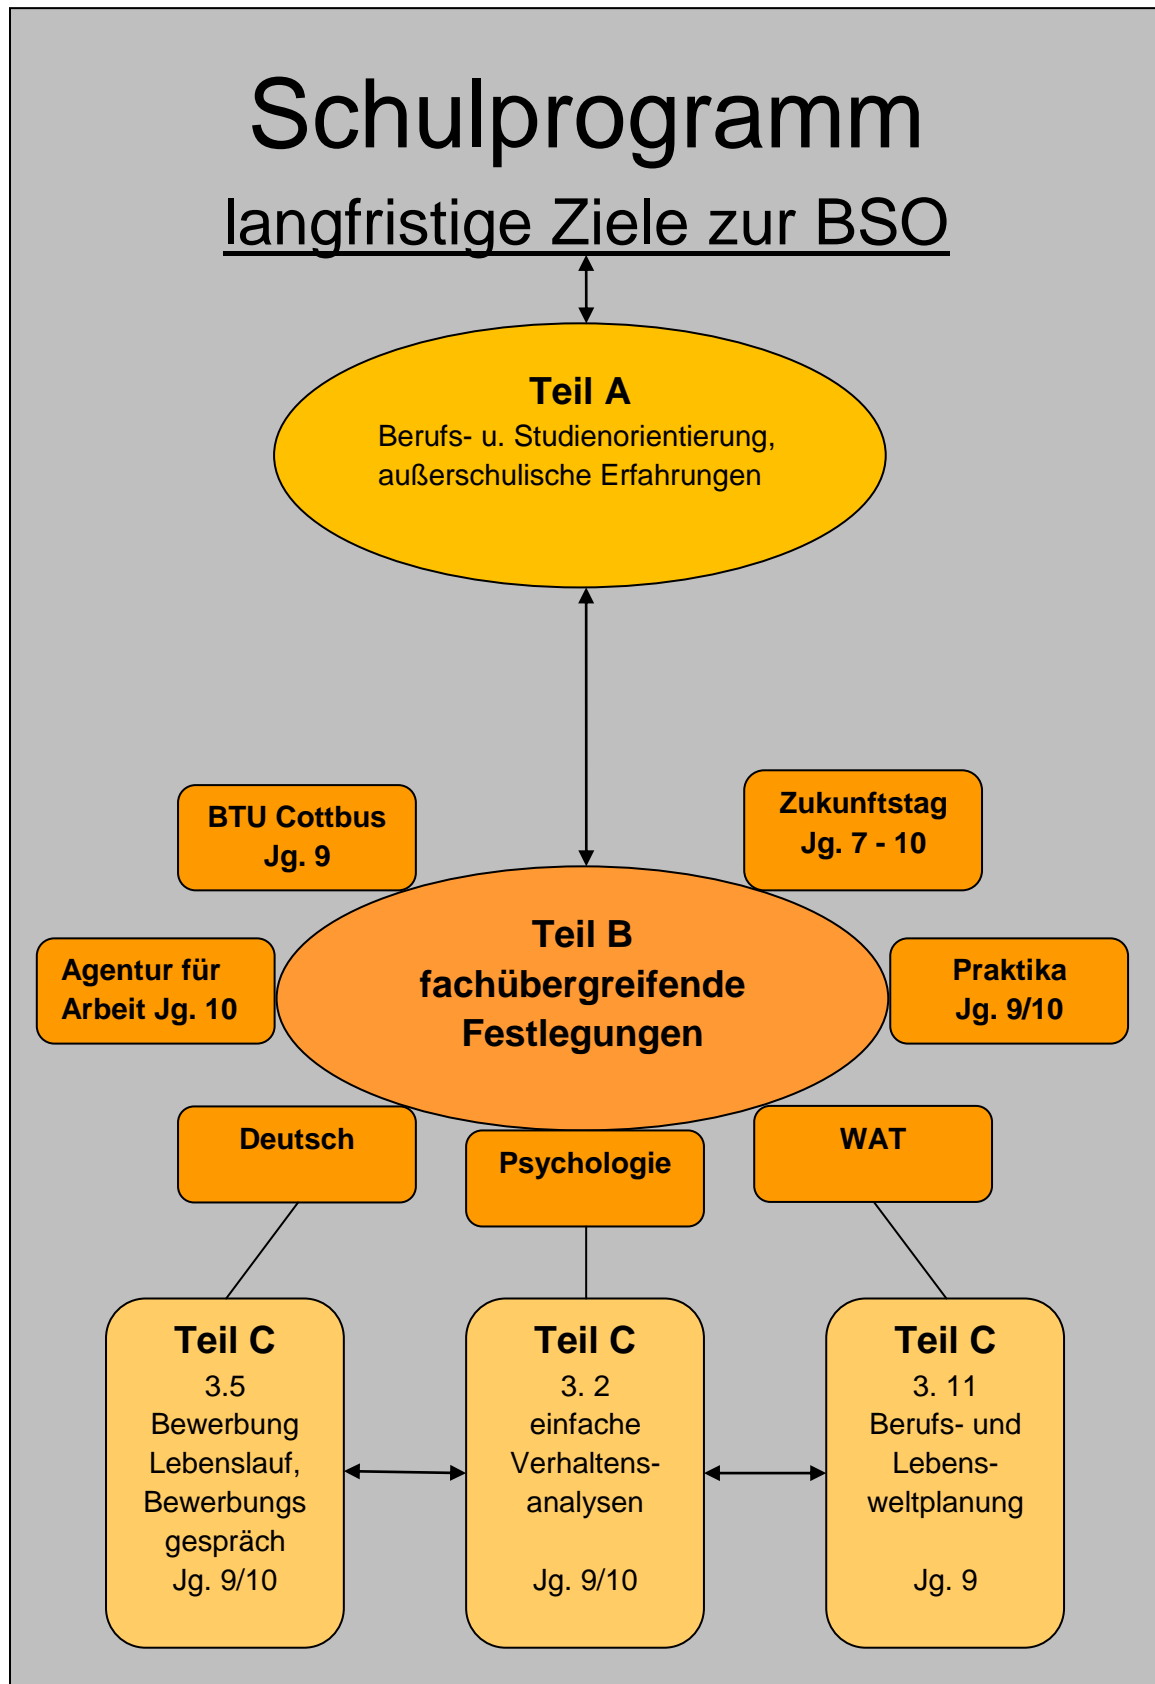 Schulprogramm
langfristige Ziele zur BSO
Teil A
Berufs- u. Studienorientierung,
außerschulische Erfahrungen
BTU Cottbus
Jg. 9
Zukunftstag
Jg. 7 - 10
Agentur für
Arbeit Jg. 10
Teil B
fachübergreifende
Festlegungen
Praktika
Jg. 9/10
Deutsch
Psychologie
WAT
Teil C
3.5
Bewerbung
Lebenslauf,
Bewerbungs
gespräch
Jg. 9/10
Teil C
3. 2
einfache
Verhaltens-
analysen
Jg. 9/10
Teil C
3. 11
Berufs- und
Lebens-
weltplanung
Jg. 9